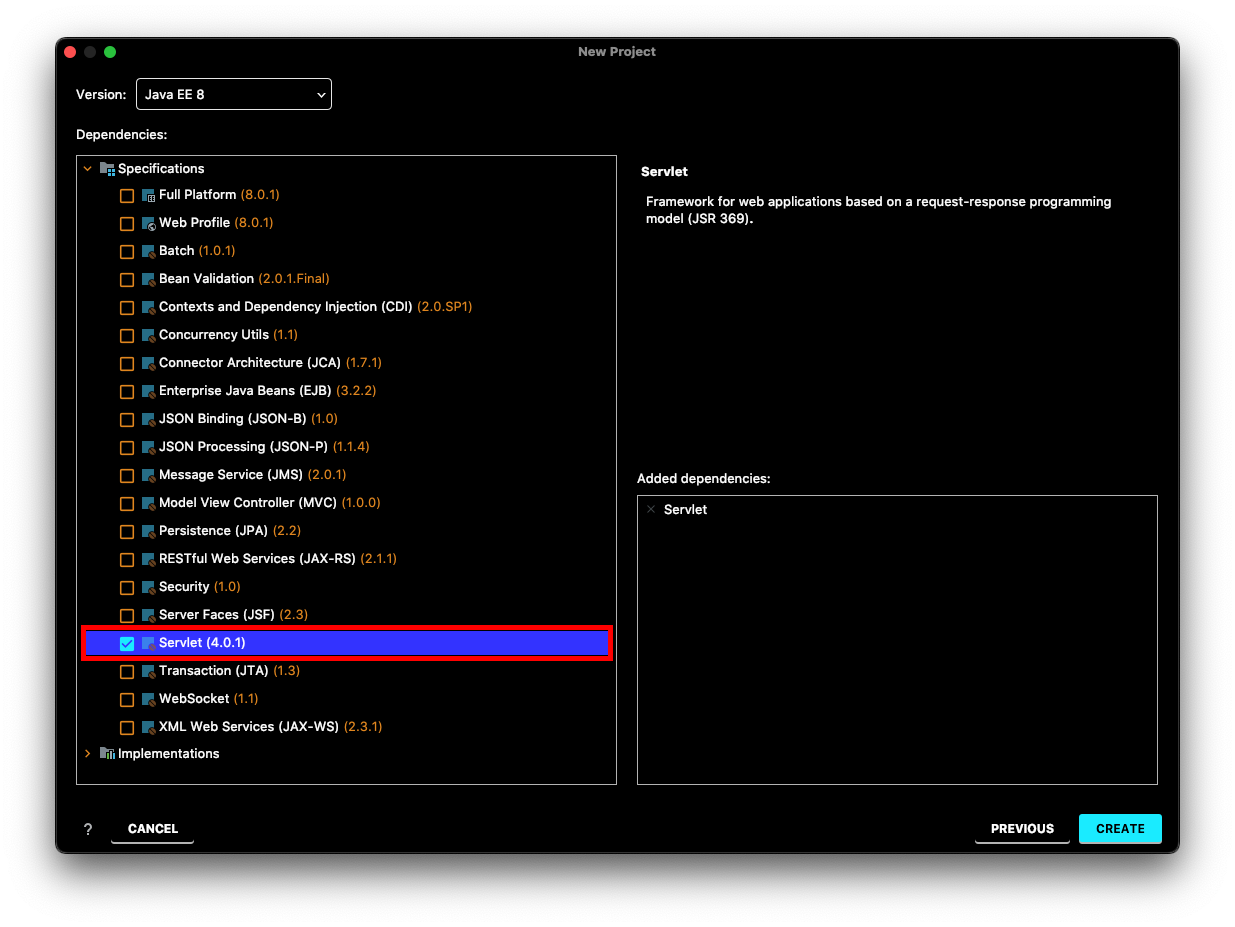 New Project
Version: Java EE 8
Dependencies:
Specifications
Full Platform (8.0.1)
Web Profile (8.0.1)
Batch (1.0.1)
Bean Validation (2.0.1.Final)
Contexts and Dependency Injection (CDI) (2.0.SP1)
Concurrency Utils (1.1)
Connector Architecture (JCA) (1.7.1)
Enterprise Java Beans (EJB) (3.2.2)
JSON Binding (JSON-B) (1.0)
JSON Processing (JSON-P) (1.1.4)
Message Service (JMS) (2.0.1)
Model View Controller (MVC) (1.0.0)
Persistence (JPA) (2.2)
RESTful Web Services (JAX-RS) (2.1.1)
Security (1.0)
Server Faces (JSF) (2.3)
Servlet (4.0.1)
Transaction (JTA) (1.3)
WebSocket (1.1)
XML Web Services (JAX-WS) (2.3.1)
Implementations
Servlet
Framework for web applications based on a request-response programming
model (JSR 369).
Added dependencies:
Servlet
? CANCEL PREVIOUS CREATE